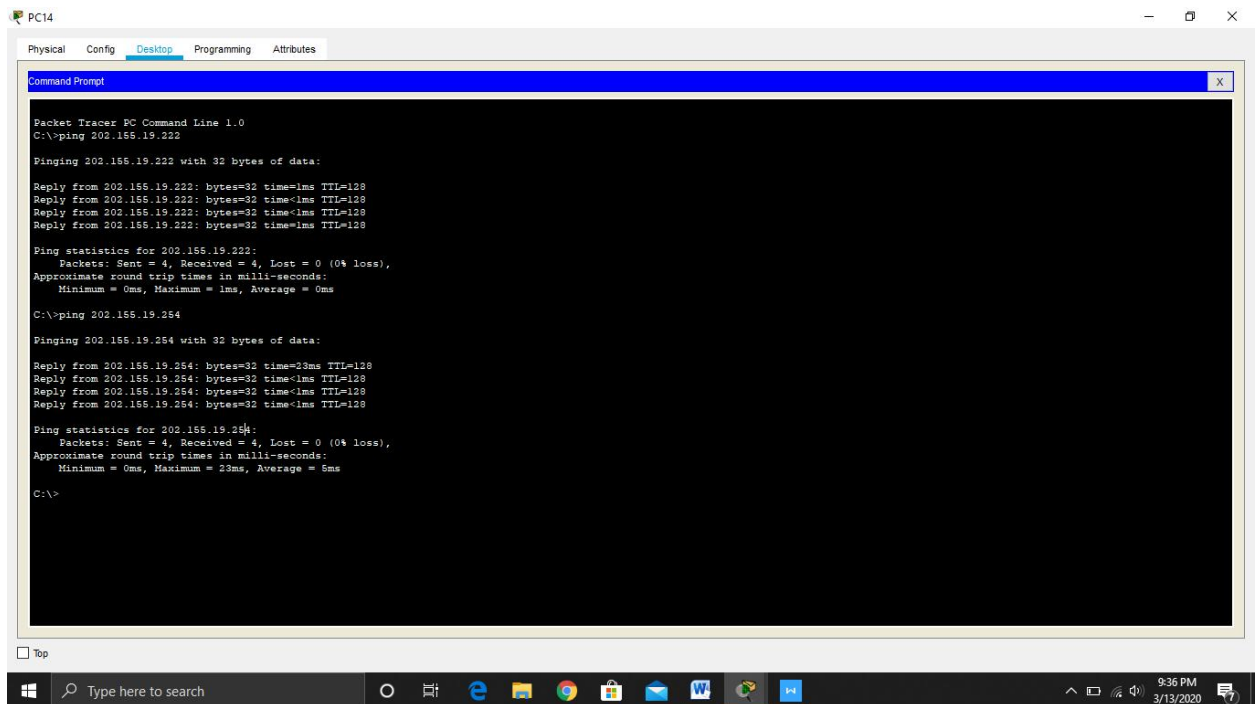 PC14
Physical Config Desktop Programming Attributes
Command Prompt
X
Packet Tracer PC Command Line 1.0
C:\>ping 202.155.19.222
Pinging 202.155.19.222 with 32 bytes of data:
Reply from 202.155.19.222: bytes=32 time=1ms TTL=128
Reply from 202.155.19.222: bytes=32 time<1ms TTL=128
Reply from 202.155.19.222: bytes=32 time<1ms TTL=128
Reply from 202.155.19.222: bytes=32 time=1ms TTL=128
Ping statistics for 202.155.19.222:
Packets: Sent = 4, Received = 4, Lost = 0 (0% loss),
Approximate round trip times in milli-seconds:
Minimum = 0ms, Maximum = 1ms, Average = 0ms
C:\>ping 202.155.19.254
Pinging 202.155.19.254 with 32 bytes of data:
Reply from 202.155.19.254: bytes=32 time=23ms TTL=128
Reply from 202.155.19.254: bytes=32 time<1ms TTL=128
Reply from 202.155.19.254: bytes=32 time<1ms TTL=128
Reply from 202.155.19.254: bytes=32 time<1ms TTL=128
Ping statistics for 202.155.19.254:
Packets: Sent = 4, Received = 4, Lost = 0 (0% loss),
Approximate round trip times in milli-seconds:
Minimum = 0ms, Maximum = 23ms, Average = 5ms
C:\>
Top
Type here to search
9:36 PM
3/13/2020
7